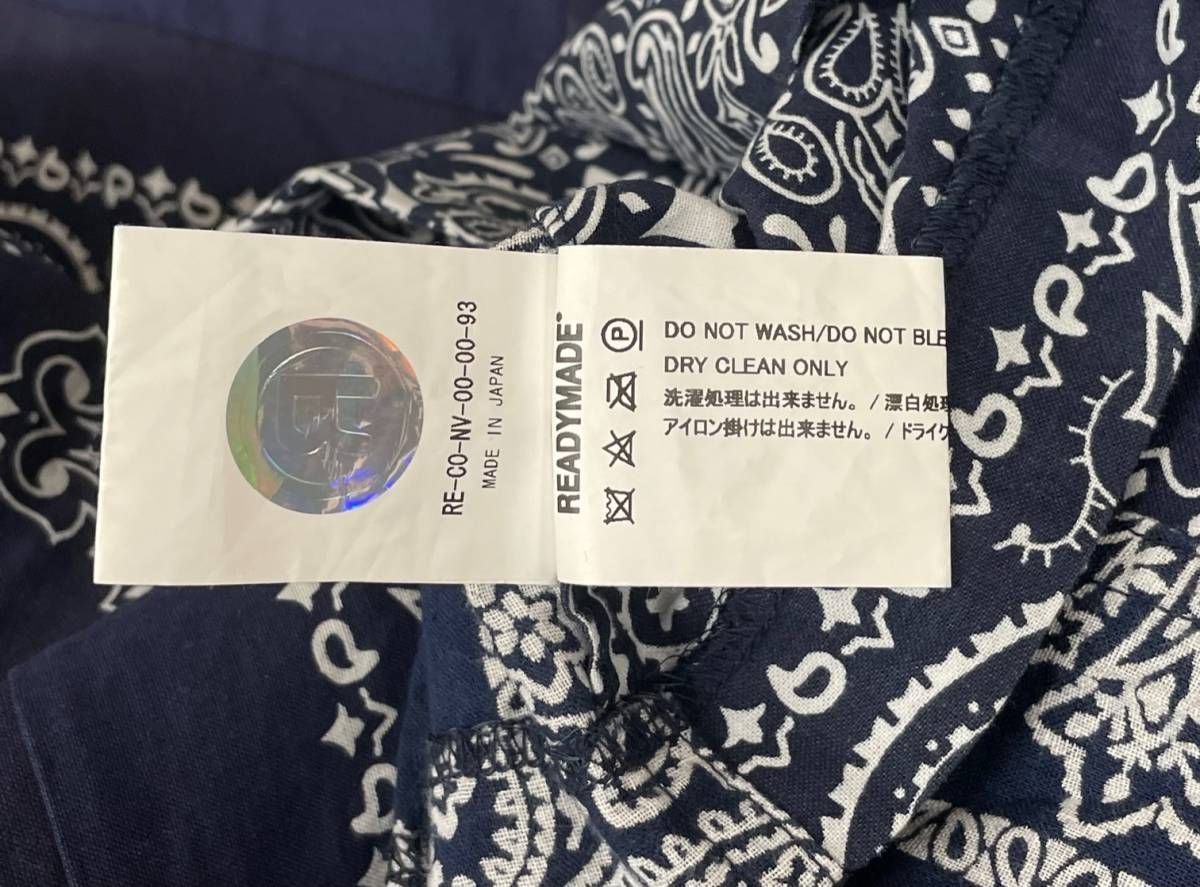 RE-CO-NV-00-00-93
MADE IN JAPAN
READYMADE®
P
DO NOT WASH/DO NOT BLE
DRY CLEAN ONLY
洗濯処理は出来ません。/ 漂白処理
アイロン掛けは出来ません。/ ドライク